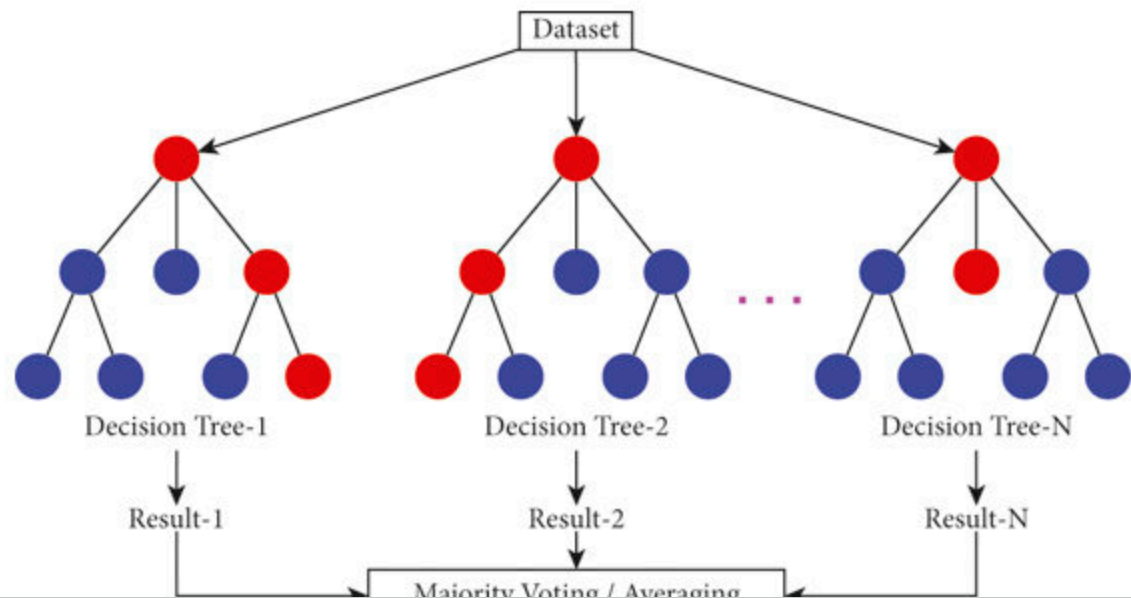 Dataset
. . .
Decision Tree-1
Decision Tree-2
Decision Tree-N
Result-1
Result-2
Result-N
Majority Voting / Averaging